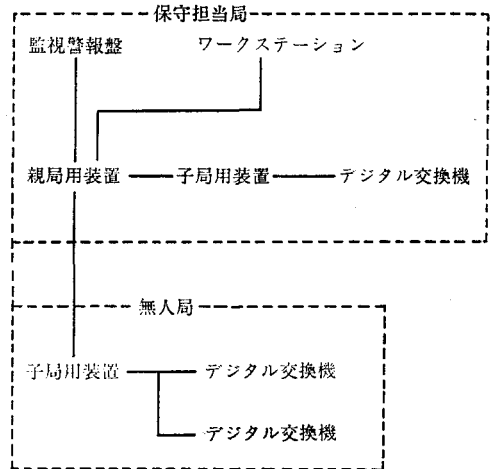 保守担当局
監視警報盤 ワークステーション
親局用装置 子局用装置 デジタル交換機
無人局
子局用装置 デジタル交換機
デジタル交換機